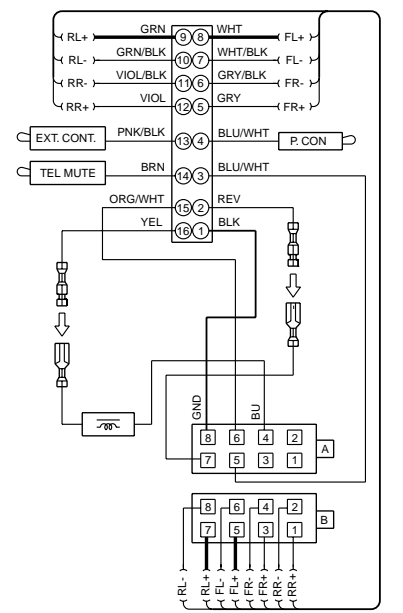 RL+ GRN 9 8 WHT FL+
RL- GRN/BLK 10 7 WHT/BLK FL-
RR- VIOL/BLK 11 6 GRY/BLK FR-
RR+ VIOL 12 5 GRY FR+
EXT. CONT. PNK/BLK 13 4 BLU/WHT P. CON
TEL MUTE BRN 14 3 BLU/WHT
ORG/WHT 15 2 REV
YEL 16 1 BLK
GND BU
8 6 4 2
7 5 3 1
A
8 6 4 2
7 5 3 1
B
RL- RL+ FL- FL+ FR- FR+ RR- RR+